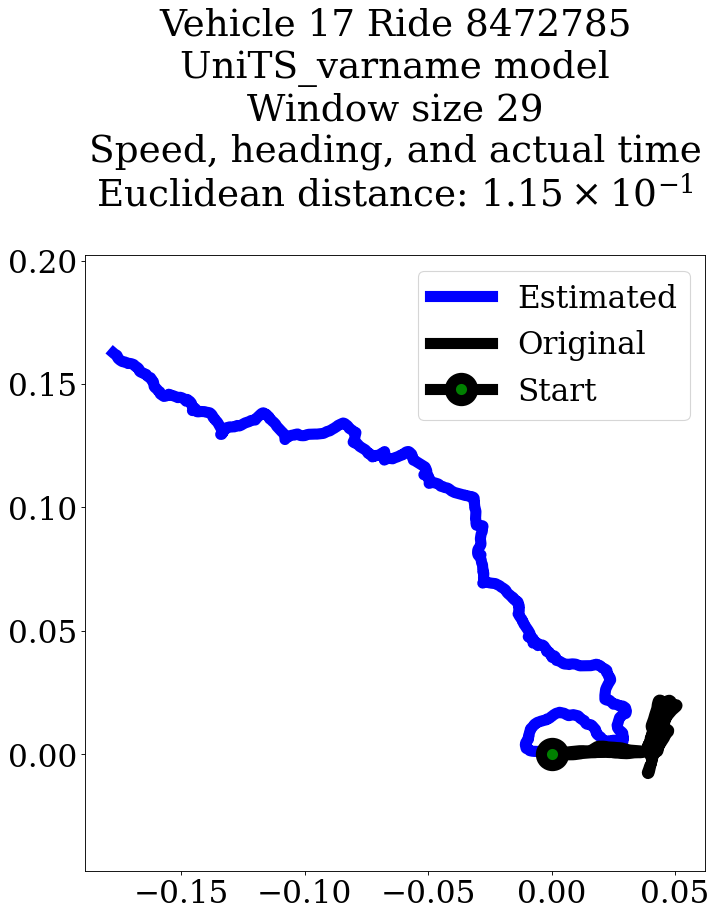 Vehicle 17 Ride 8472785
UniTS_varname model
Window size 29
Speed, heading, and actual time
Euclidean distance: 1.15 × 10⁻¹
0.20
0.15
0.10
0.05
0.00
Estimated
Original
Start
−0.15 −0.10 −0.05 0.00 0.05